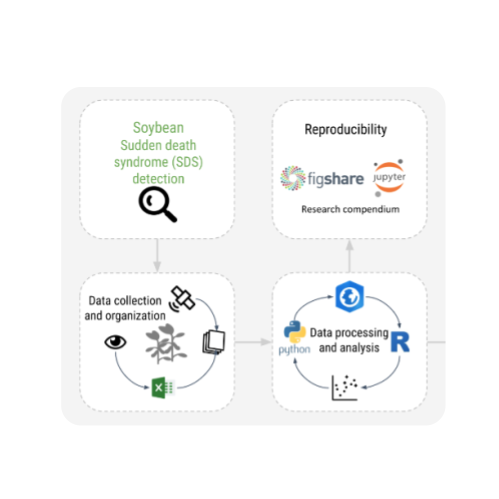 Soybean
Sudden death
syndrome (SDS)
detection
Reproducibility
figshare
jupyter
Research compendium
Data collection
and organization
Data processing
and analysis
python
R